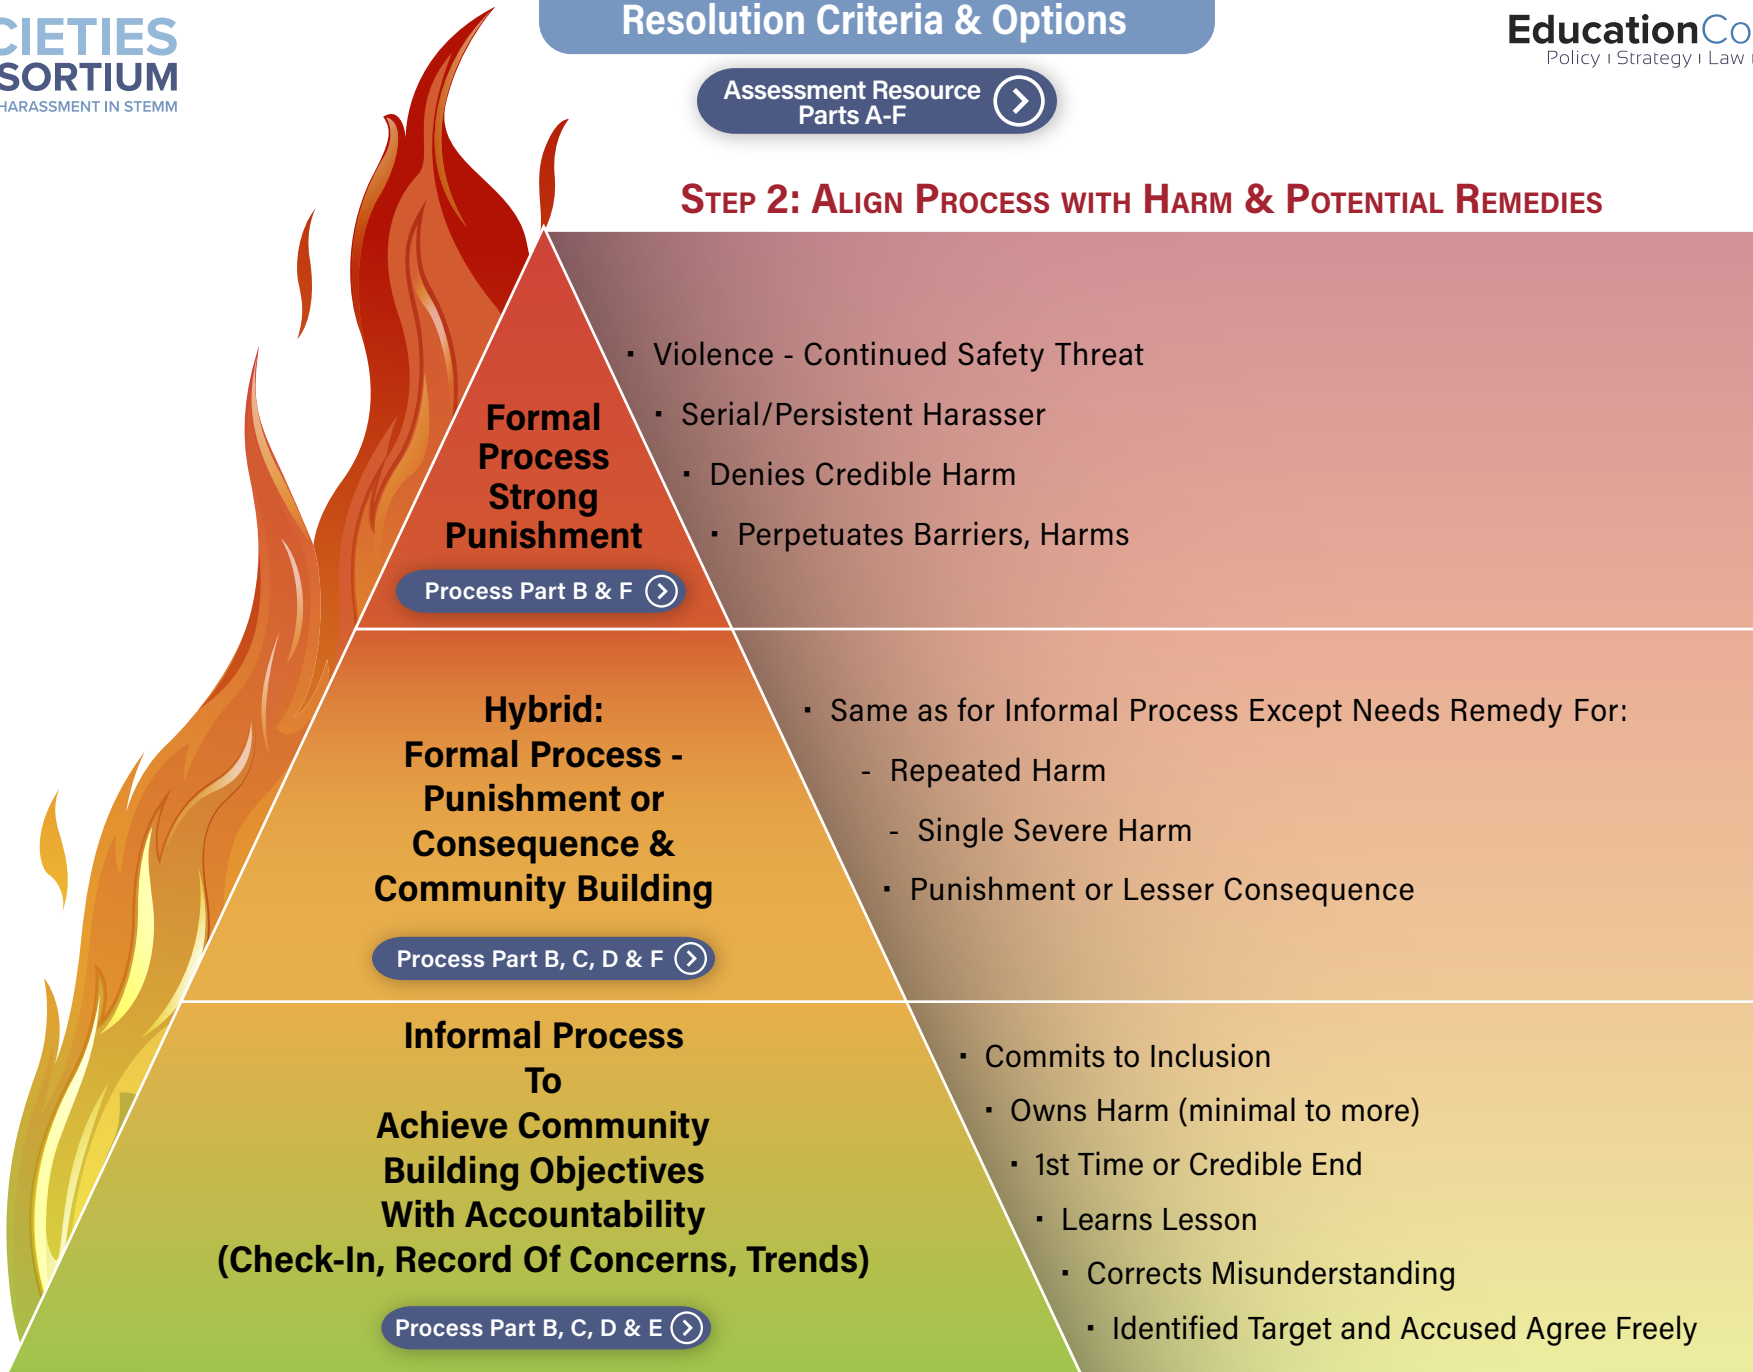 CIETIES
SORTIUM
HARASSMENT IN STEMM
Resolution Criteria & Options
EducationCo
Policy | Strategy | Law
Assessment Resource
Parts A-F
STEP 2: ALIGN PROCESS WITH HARM & POTENTIAL REMEDIES
Formal
Process
Strong
Punishment
Process Part B & F
▪ Violence - Continued Safety Threat
▪ Serial/Persistent Harasser
▪ Denies Credible Harm
▪ Perpetuates Barriers, Harms
Hybrid:
Formal Process -
Punishment or
Consequence &
Community Building
Process Part B, C, D & F
▪ Same as for Informal Process Except Needs Remedy For:
- Repeated Harm
- Single Severe Harm
▪ Punishment or Lesser Consequence
Informal Process
To
Achieve Community
Building Objectives
With Accountability
(Check-In, Record Of Concerns, Trends)
Process Part B, C, D & E
▪ Commits to Inclusion
▪ Owns Harm (minimal to more)
▪ 1st Time or Credible End
▪ Learns Lesson
▪ Corrects Misunderstanding
▪ Identified Target and Accused Agree Freely